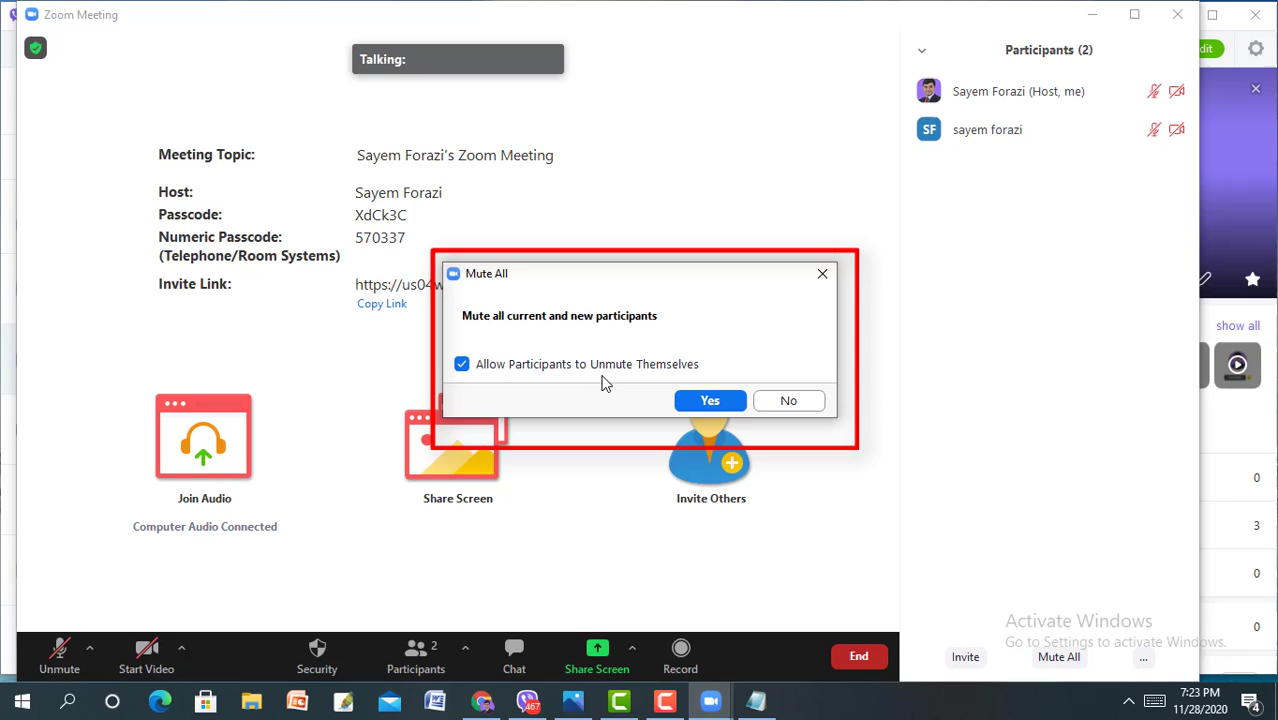 Zoom Meeting
Talking:
Participants (2)
Sayem Forazi (Host, me)
SF
sayem forazi
Meeting Topic:
Sayem Forazi's Zoom Meeting
Host:
Sayem Forazi
Passcode:
XdCk3C
Numeric Passcode:
570337
(Telephone/Room Systems)
Invite Link:
https://us04w
Copy Link
Mute All
Mute all current and new participants
Allow Participants to Unmute Themselves
Yes
No
Join Audio
Computer Audio Connected
Share Screen
Invite Others
dit
show all
0
3
0
0
Activate Windows
Go to Settings to activate Windows.
Unmute
Start Video
Security
Participants
2
Chat
Share Screen
Record
End
Invite
Mute All
...
467
7:23 PM
11/28/2020
4